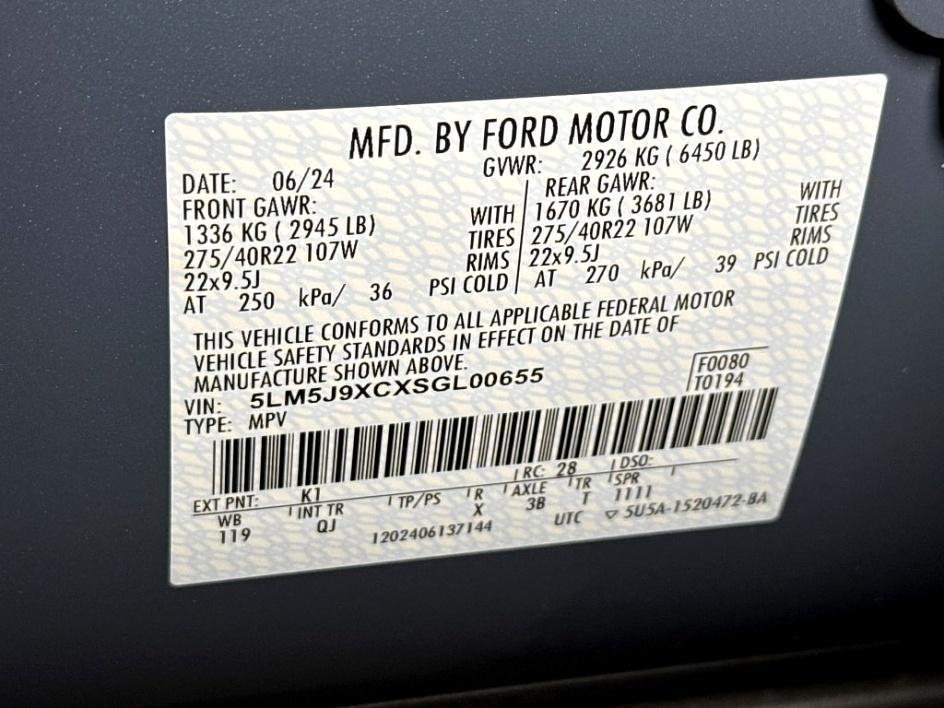 MFD. BY FORD MOTOR CO.
DATE: 06/24 GVWR: 2926 KG ( 6450 LB)
FRONT GAWR: REAR GAWR:
1336 KG ( 2945 LB) WITH 1670 KG ( 3681 LB) WITH
275/40R22 107W TIRES 275/40R22 107W TIRES
22x9.5J RIMS 22x9.5J RIMS
AT 250 kPa/ 36 PSI COLD AT 270 kPa/ 39 PSI COLD
THIS VEHICLE CONFORMS TO ALL APPLICABLE FEDERAL MOTOR
VEHICLE SAFETY STANDARDS IN EFFECT ON THE DATE OF
MANUFACTURE SHOWN ABOVE.
VIN: 5LM5J9XCXSGL00655 F0080
TYPE: MPV T0194
EXT PNT: K1 RC: 28 DSO:
WB INT TR TP/PS R AXLE TR SPR
119 QJ X 3B T 1111
1202406137144 UTC ▽ 5U5A-1520472-BA